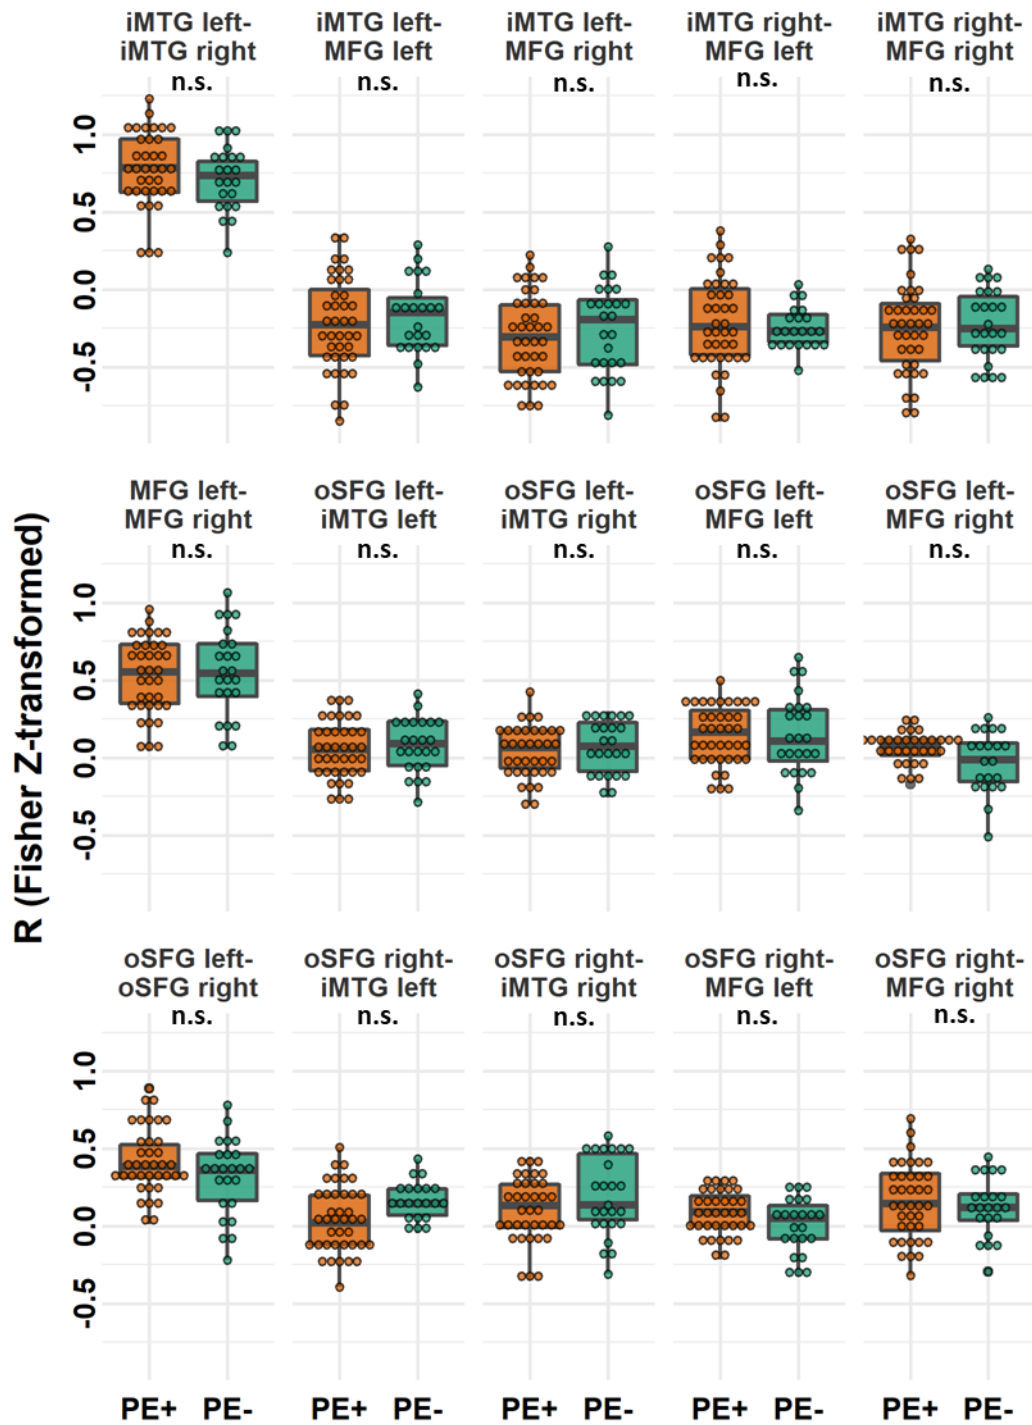 iMTG left-
iMTG right
n.s.
iMTG left-
MFG left
n.s.
iMTG left-
MFG right
n.s.
iMTG right-
MFG left
n.s.
iMTG right-
MFG right
n.s.
1.0
0.5
0.0
-0.5
R (Fisher Z-transformed)
MFG left-
MFG right
n.s.
oSFG left-
iMTG left
n.s.
oSFG left-
iMTG right
n.s.
oSFG left-
MFG left
n.s.
oSFG left-
MFG right
n.s.
1.0
0.5
0.0
-0.5
oSFG left-
oSFG right
n.s.
oSFG right-
iMTG left
n.s.
oSFG right-
iMTG right
n.s.
oSFG right-
MFG left
n.s.
oSFG right-
MFG right
n.s.
1.0
0.5
0.0
-0.5
PE+ PE- PE+ PE- PE+ PE- PE+ PE- PE+ PE-